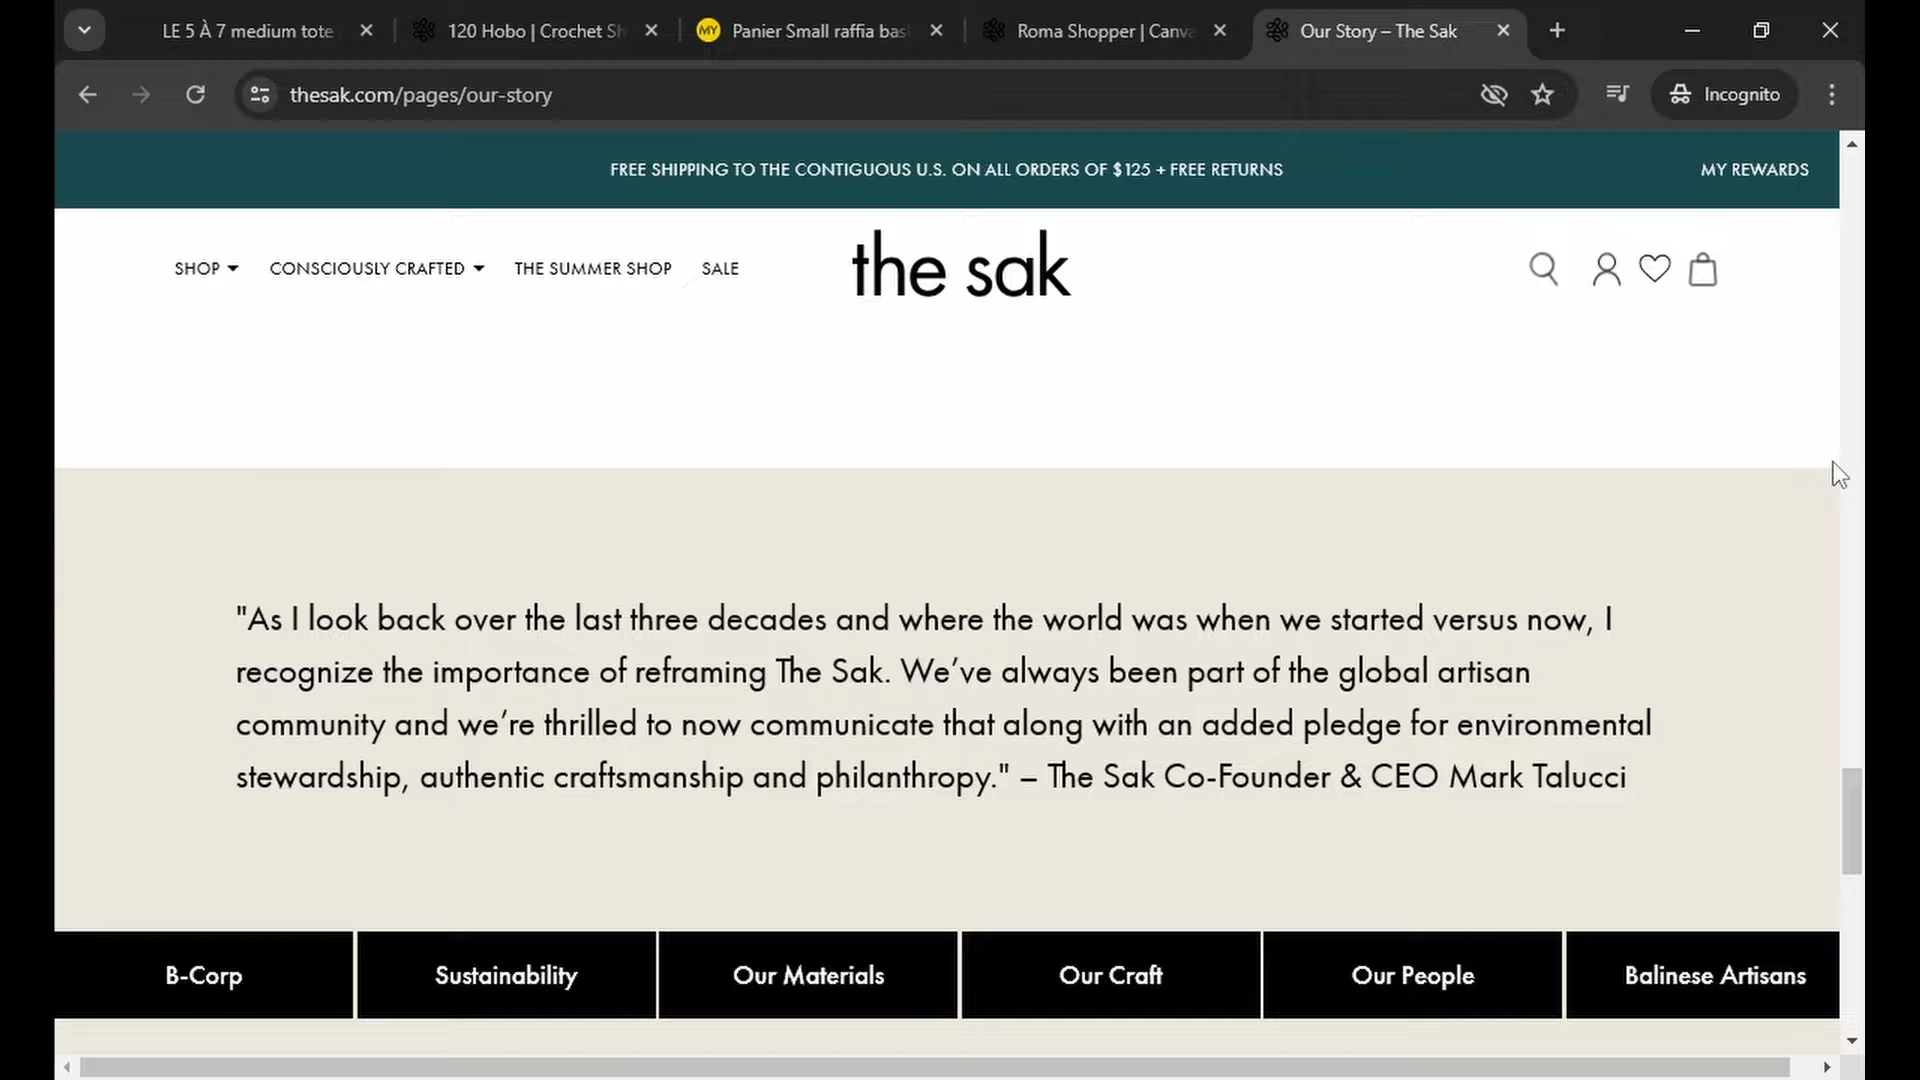 LE 5 À 7 medium tote
120 Hobo | Crochet Sh
MY
Panier Small raffia bas
Roma Shopper | Canva
Our Story – The Sak
thesak.com/pages/our-story
Incognito
FREE SHIPPING TO THE CONTIGUOUS U.S. ON ALL ORDERS OF $125 + FREE RETURNS
MY REWARDS
SHOP
CONSCIOUSLY CRAFTED
THE SUMMER SHOP
SALE
the sak
"As I look back over the last three decades and where the world was when we started versus now, I
recognize the importance of reframing The Sak. We’ve always been part of the global artisan
community and we’re thrilled to now communicate that along with an added pledge for environmental
stewardship, authentic craftsmanship and philanthropy." – The Sak Co-Founder & CEO Mark Talucci
B-Corp
Sustainability
Our Materials
Our Craft
Our People
Balinese Artisans